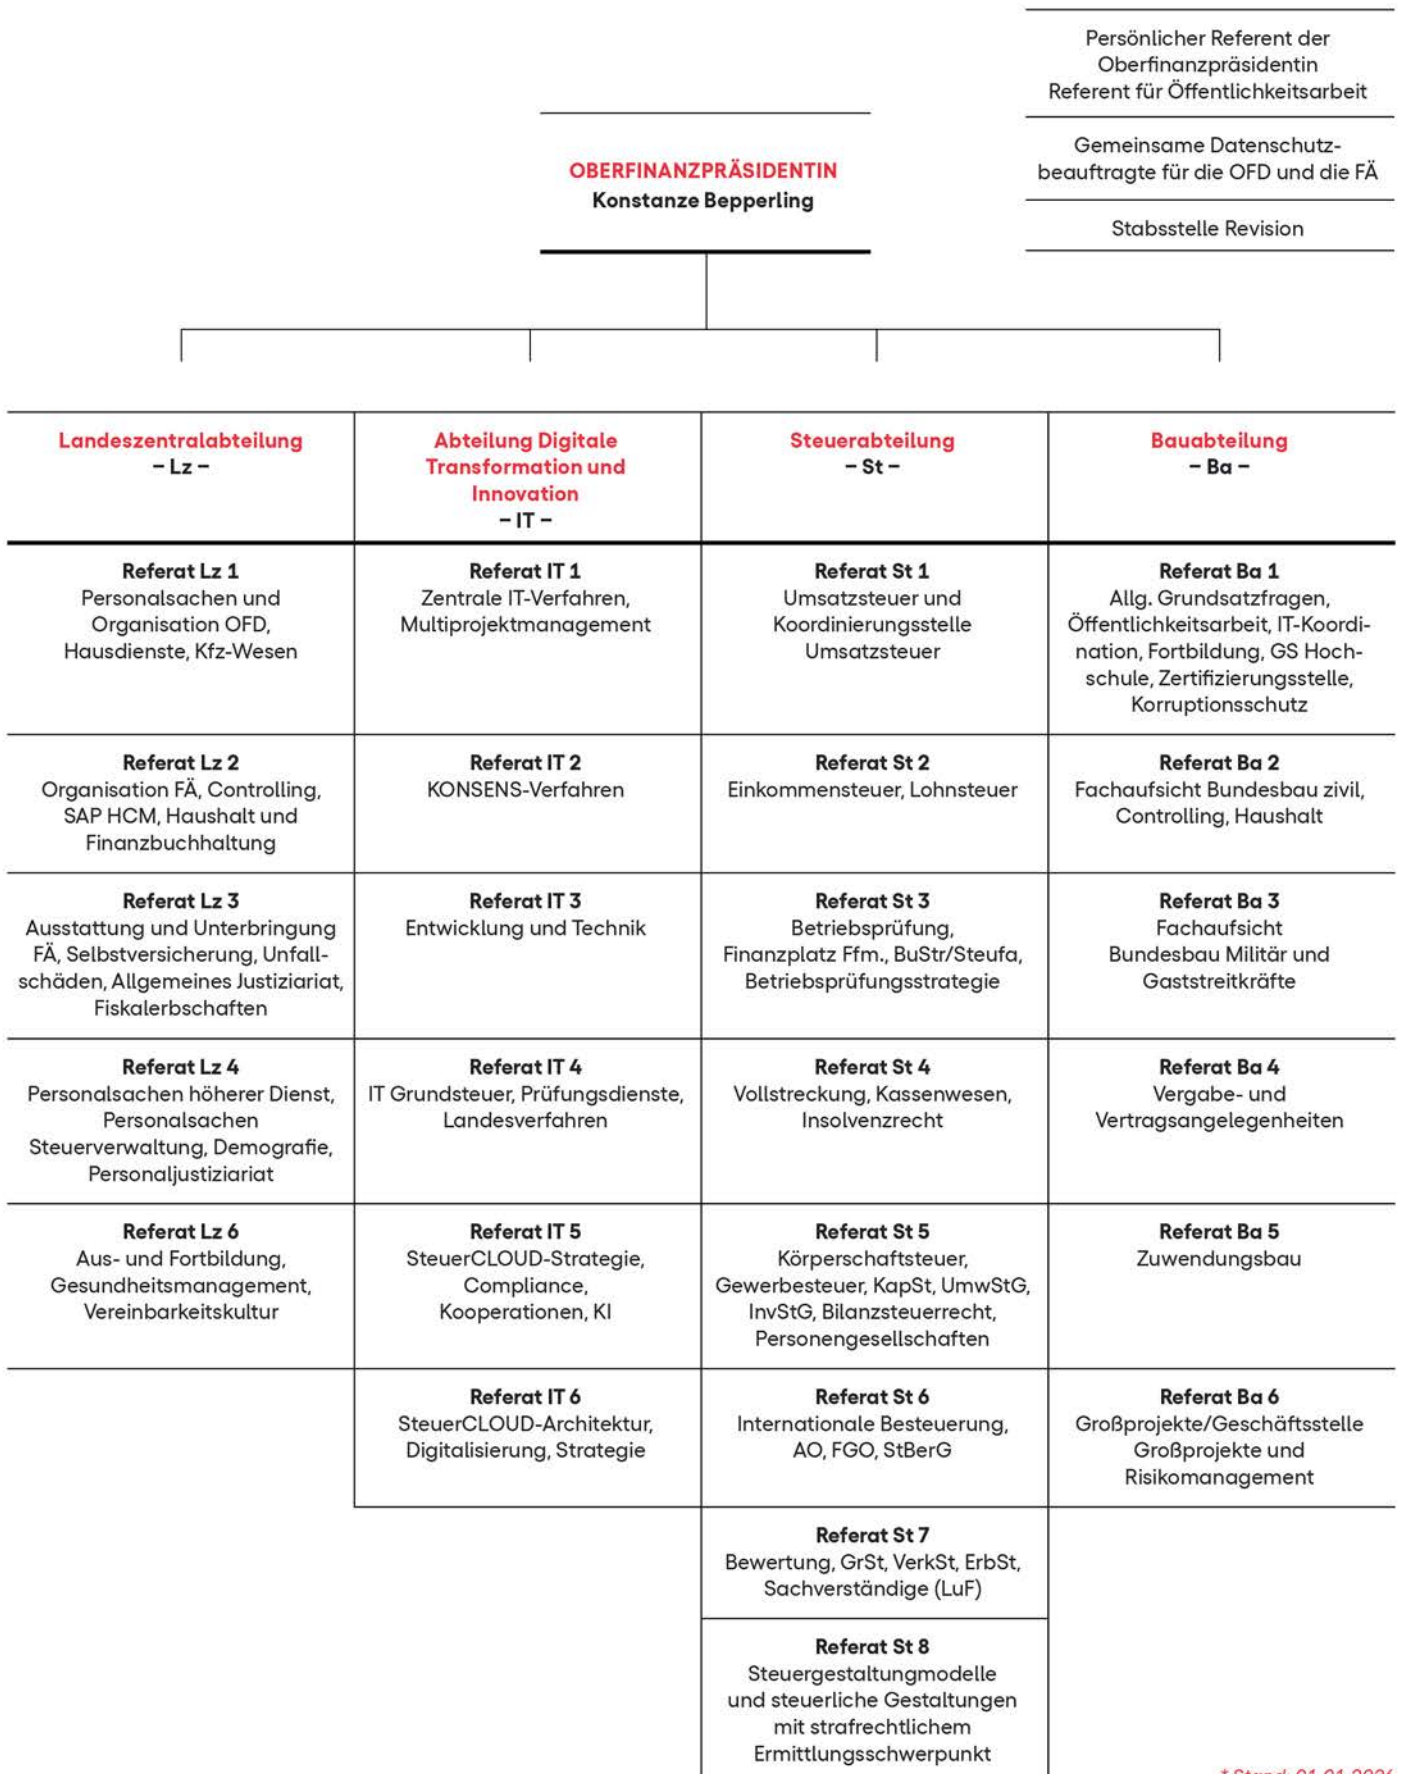 Persönlicher Referent der
Oberfinanzpräsidentin
Referent für Öffentlichkeitsarbeit
Gemeinsame Datenschutz-
beauftragte für die OFD und die FÄ
Stabsstelle Revision
OBERFINANZPRÄSIDENTIN
Konstanze Bepperling
Landeszentralabteilung
– Lz –
Referat Lz 1
Personalsachen und
Organisation OFD,
Hausdienste, Kfz-Wesen
Referat Lz 2
Organisation FÄ, Controlling,
SAP HCM, Haushalt und
Finanzbuchhaltung
Referat Lz 3
Ausstattung und Unterbringung
FÄ, Selbstversicherung, Unfall-
schäden, Allgemeines Justiziariat,
Fiskalerbschaften
Referat Lz 4
Personalsachen höherer Dienst,
Personalsachen
Steuerverwaltung, Demografie,
Personaljustiziariat
Referat Lz 6
Aus- und Fortbildung,
Gesundheitsmanagement,
Vereinbarkeitskultur
Abteilung Digitale
Transformation und
Innovation
– IT –
Referat IT 1
Zentrale IT-Verfahren,
Multiprojektmanagement
Referat IT 2
KONSENS-Verfahren
Referat IT 3
Entwicklung und Technik
Referat IT 4
IT Grundsteuer, Prüfungsdienste,
Landesverfahren
Referat IT 5
SteuerCLOUD-Strategie,
Compliance,
Kooperationen, KI
Referat IT 6
SteuerCLOUD-Architektur,
Digitalisierung, Strategie
Steuerabteilung
– St –
Referat St 1
Umsatzsteuer und
Koordinierungsstelle
Umsatzsteuer
Referat St 2
Einkommensteuer, Lohnsteuer
Referat St 3
Betriebsprüfung,
Finanzplatz Ffm., BuStr/Steufa,
Betriebsprüfungsstrategie
Referat St 4
Vollstreckung, Kassenwesen,
Insolvenzrecht
Referat St 5
Körperschaftsteuer,
Gewerbesteuer, KapSt, UmwStG,
InvStG, Bilanzsteuerrecht,
Personengesellschaften
Referat St 6
Internationale Besteuerung,
AO, FGO, StBerG
Referat St 7
Bewertung, GrSt, VerkSt, ErbSt,
Sachverständige (LuF)
Referat St 8
Steuergestaltungmodelle
und steuerliche Gestaltungen
mit strafrechtlichem
Ermittlungsschwerpunkt
Bauabteilung
– Ba –
Referat Ba 1
Allg. Grundsatzfragen,
Öffentlichkeitsarbeit, IT-Koordi-
nation, Fortbildung, GS Hoch-
schule, Zertifizierungsstelle,
Korruptionsschutz
Referat Ba 2
Fachaufsicht Bundesbau zivil,
Controlling, Haushalt
Referat Ba 3
Fachaufsicht
Bundesbau Militär und
Gaststreitkräfte
Referat Ba 4
Vergabe- und
Vertragsangelegenheiten
Referat Ba 5
Zuwendungsbau
Referat Ba 6
Großprojekte/Geschäftsstelle
Großprojekte und
Risikomanagement
* Stand: 01.01.